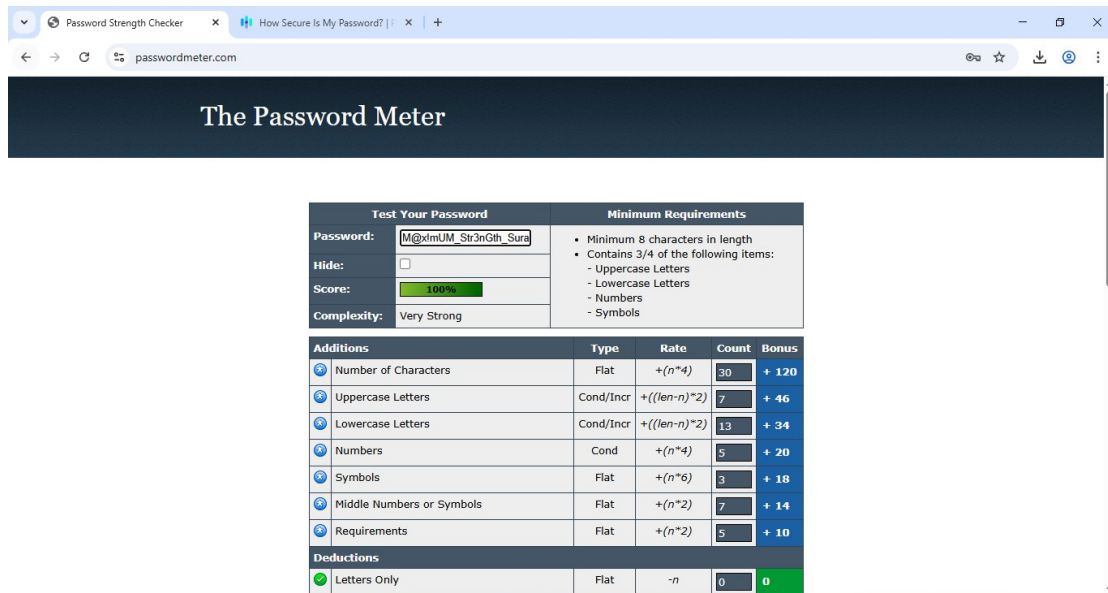 Password Strength Checker
How Secure Is My Password? |
passwordmeter.com
The Password Meter
Test Your Password
Minimum Requirements
Password: M@x!mUM_Str3nGth_Sura
Hide:
Score: 100%
Complexity: Very Strong
• Minimum 8 characters in length
• Contains 3/4 of the following items:
- Uppercase Letters
- Lowercase Letters
- Numbers
- Symbols
Additions Type Rate Count Bonus
Number of Characters Flat +(n*4) 30 + 120
Uppercase Letters Cond/Incr +((len-n)*2) 7 + 46
Lowercase Letters Cond/Incr +((len-n)*2) 13 + 34
Numbers Cond +(n*4) 5 + 20
Symbols Flat +(n*6) 3 + 18
Middle Numbers or Symbols Flat +(n*2) 7 + 14
Requirements Flat +(n*2) 5 + 10
Deductions
Letters Only Flat -n 0 0